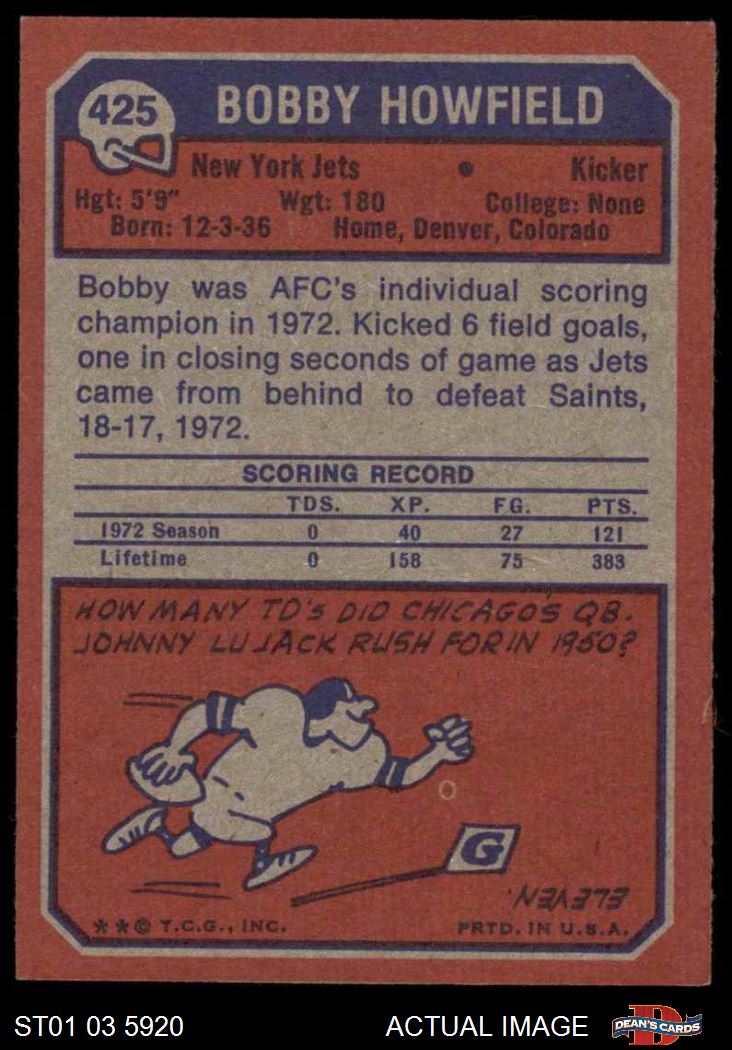 425
BOBBY HOWFIELD
New York Jets • Kicker
Hgt: 5'9" Wgt: 180 College: None
Born: 12-3-36 Home, Denver, Colorado
Bobby was AFC's individual scoring
champion in 1972. Kicked 6 field goals,
one in closing seconds of game as Jets
came from behind to defeat Saints,
18-17, 1972.
SCORING RECORD
TDS. XP. FG. PTS.
1972 Season 0 40 27 121
Lifetime 0 158 75 383
HOW MANY TD'S DID CHICAGO'S QB.
JOHNNY LUJACK RUSH FOR IN 1950?
G
ELEVEN.
**© T.C.G., INC. PRTD. IN U.S.A.
ST01 03 5920 ACTUAL IMAGE D DEAN'S CARDS